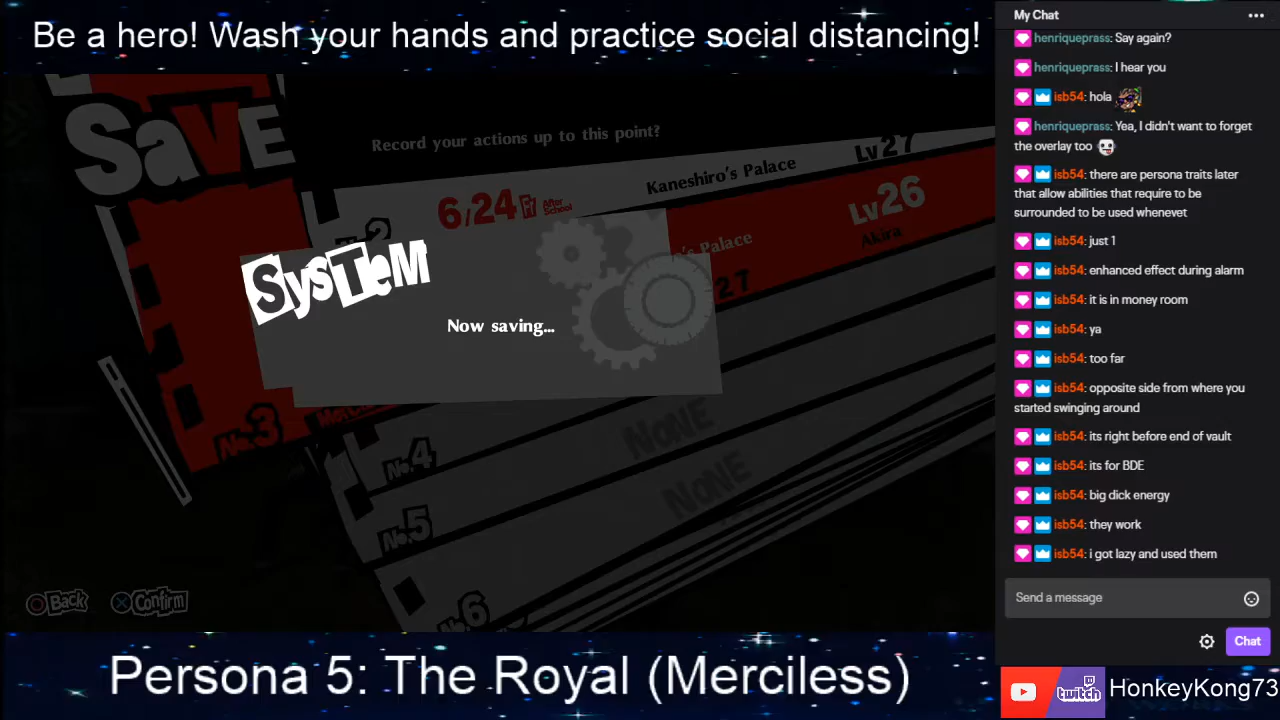 Be a hero! Wash your hands and practice social distancing!
SaVE
Record your actions up to this point?
Kaneshiro's Palace
Lv27
6/24 Fri After School
No.2
Lv26
Akira
's Palace
27
SYSTeM
Now saving...
No.3
No.4
NONE
No.5
NONE
No.6
Back
Confirm
Persona 5: The Royal (Merciless)
My Chat
henriqueprass: Say again?
henriqueprass: I hear you
isb54: hola
henriqueprass: Yea, I didn't want to forget
the overlay too
isb54: there are persona traits later
that allow abilities that require to be
surrounded to be used whenevet
isb54: just 1
isb54: enhanced effect during alarm
isb54: it is in money room
isb54: ya
isb54: too far
isb54: opposite side from where you
started swinging around
isb54: its right before end of vault
isb54: its for BDE
isb54: big dick energy
isb54: they work
isb54: i got lazy and used them
Send a message
Chat
twitch
HonkeyKong73